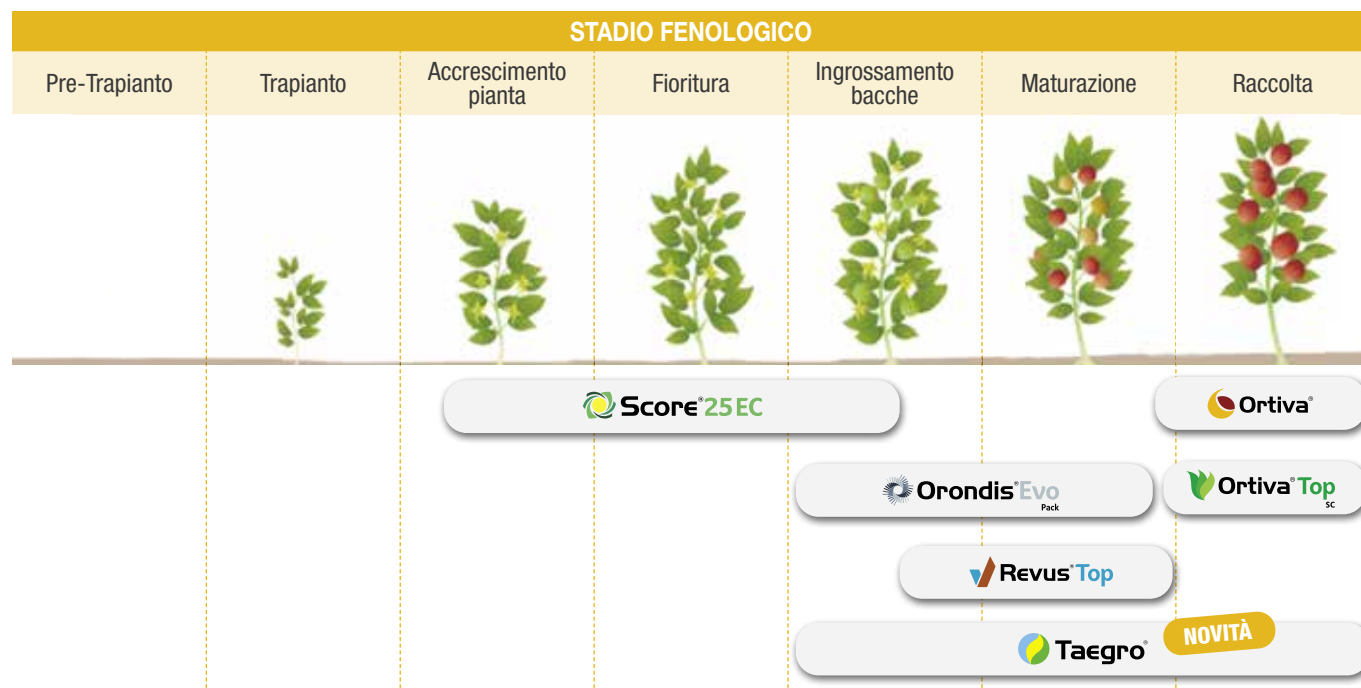 STADIO FENOLOGICO
Pre-Trapianto
Trapianto
Accrescimento
pianta
Fioritura
Ingrossamento
bacche
Maturazione
Raccolta
Score® 25 EC
Ortiva®
Orondis® Evo
Pack
Ortiva® Top
SC
Revus® Top
Taegro®
NOVITÀ